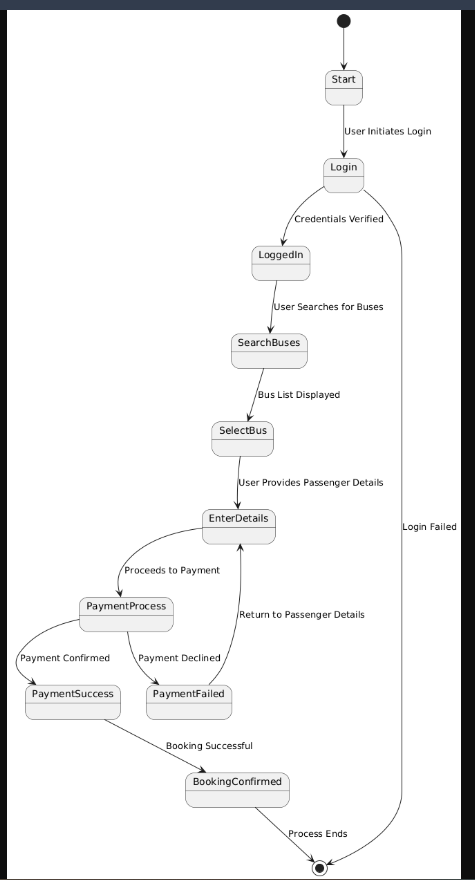 Start
User Initiates Login
Login
Credentials Verified
LoggedIn
User Searches for Buses
SearchBuses
Bus List Displayed
SelectBus
User Provides Passenger Details
EnterDetails
Login Failed
Proceeds to Payment
PaymentProcess
Return to Passenger Details
Payment Confirmed
Payment Declined
PaymentSuccess
PaymentFailed
Booking Successful
BookingConfirmed
Process Ends